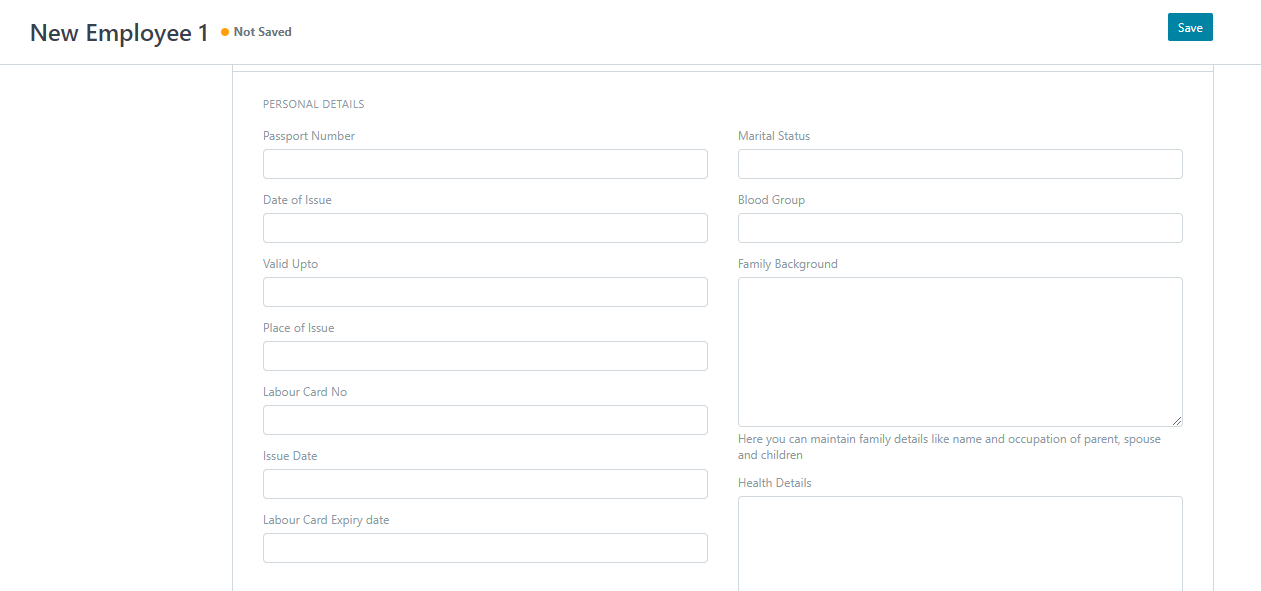 New Employee 1
Not Saved
Save
PERSONAL DETAILS
Passport Number
Date of Issue
Valid Upto
Place of Issue
Labour Card No
Issue Date
Labour Card Expiry date
Marital Status
Blood Group
Family Background
Here you can maintain family details like name and occupation of parent, spouse
and children
Health Details